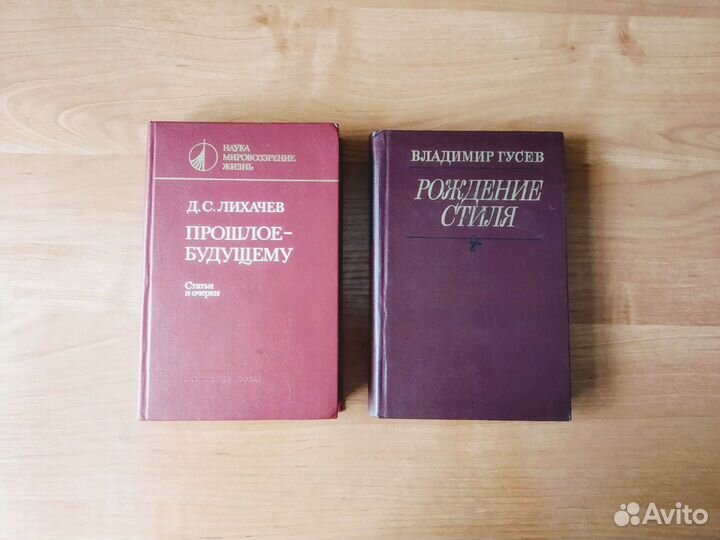 НАУКА
МИРОВОЗЗРЕНИЕ
ЖИЗНЬ
Д. С. ЛИХАЧЕВ
ПРОШЛОЕ–
БУДУЩЕМУ
Статьи
и очерки
ВЛАДИМИР ГУСЕВ
РОЖДЕНИЕ
СТИЛЯ
Avito